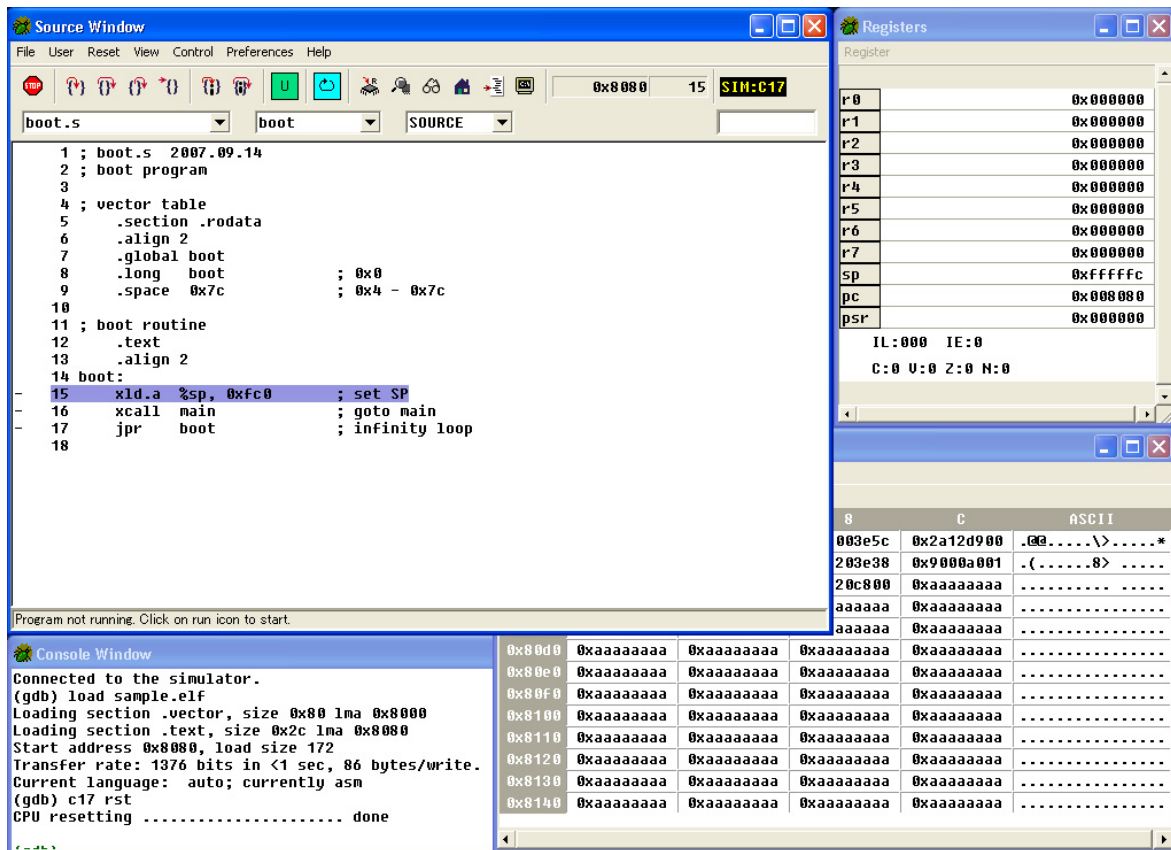 Source Window
File User Reset View Control Preferences Help
STOP U 0x8080 15 SIM:C17
boot.s boot SOURCE
1 ; boot.s 2007.09.14
2 ; boot program
3
4 ; vector table
5 .section .rodata
6 .align 2
7 .global boot
8 .long boot ; 0x0
9 .space 0x7c ; 0x4 - 0x7c
10
11 ; boot routine
12 .text
13 .align 2
14 boot:
- 15 xld.a %sp, 0xfc0 ; set SP
- 16 xcall main ; goto main
- 17 jpr boot ; infinity loop
18
Program not running. Click on run icon to start.
Registers
Register
r0 0x000000
r1 0x000000
r2 0x000000
r3 0x000000
r4 0x000000
r5 0x000000
r6 0x000000
r7 0x000000
sp 0xfffffc
pc 0x008080
psr 0x000000
IL:000 IE:0
C:0 V:0 Z:0 N:0
8 C ASCII
003e5c 0x2a12d900 .@@.....\>.....*
203e38 0x9000a001 .(......8> .....
20c800 0xaaaaaaaa .......... .....
aaaaaa 0xaaaaaaaa ................
aaaaaa 0xaaaaaaaa ................
0x80d0 0xaaaaaaaa 0xaaaaaaaa 0xaaaaaaaa 0xaaaaaaaa ................
0x80e0 0xaaaaaaaa 0xaaaaaaaa 0xaaaaaaaa 0xaaaaaaaa ................
0x80f0 0xaaaaaaaa 0xaaaaaaaa 0xaaaaaaaa 0xaaaaaaaa ................
0x8100 0xaaaaaaaa 0xaaaaaaaa 0xaaaaaaaa 0xaaaaaaaa ................
0x8110 0xaaaaaaaa 0xaaaaaaaa 0xaaaaaaaa 0xaaaaaaaa ................
0x8120 0xaaaaaaaa 0xaaaaaaaa 0xaaaaaaaa 0xaaaaaaaa ................
0x8130 0xaaaaaaaa 0xaaaaaaaa 0xaaaaaaaa 0xaaaaaaaa ................
0x8140 0xaaaaaaaa 0xaaaaaaaa 0xaaaaaaaa 0xaaaaaaaa ................
Console Window
Connected to the simulator.
(gdb) load sample.elf
Loading section .vector, size 0x80 lma 0x8000
Loading section .text, size 0x2c lma 0x8080
Start address 0x8080, load size 172
Transfer rate: 1376 bits in <1 sec, 86 bytes/write.
Current language: auto; currently asm
(gdb) c17 rst
CPU resetting ...................... done
(gdb)